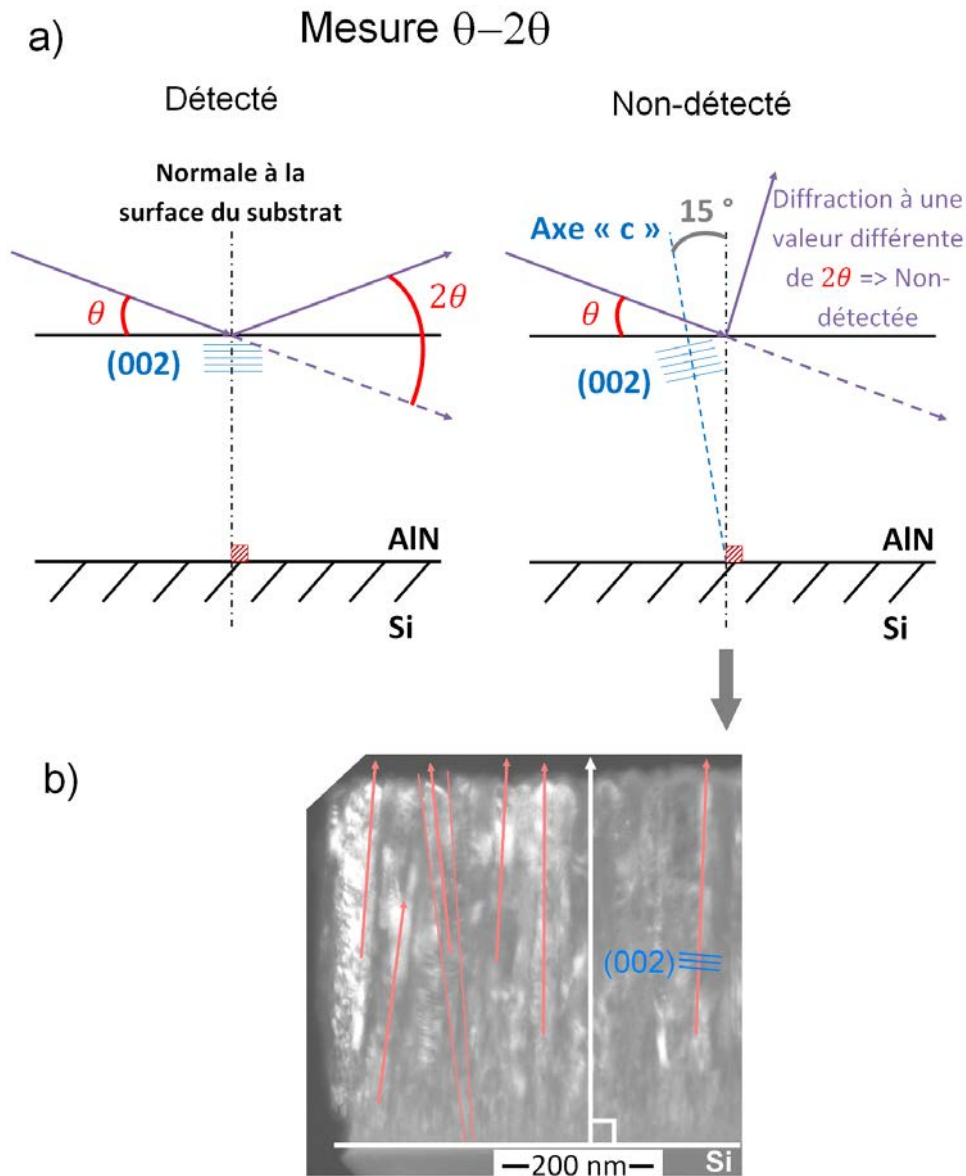 a)
Mesure θ–2θ
Détecté
Non-détecté
Normale à la
surface du substrat
θ
2θ
(002)
AlN
Si
15 °
Axe « c »
Diffraction à une
valeur différente
de 2θ => Non-
détectée
θ
(002)
AlN
Si
b)
(002)
200 nm
Si